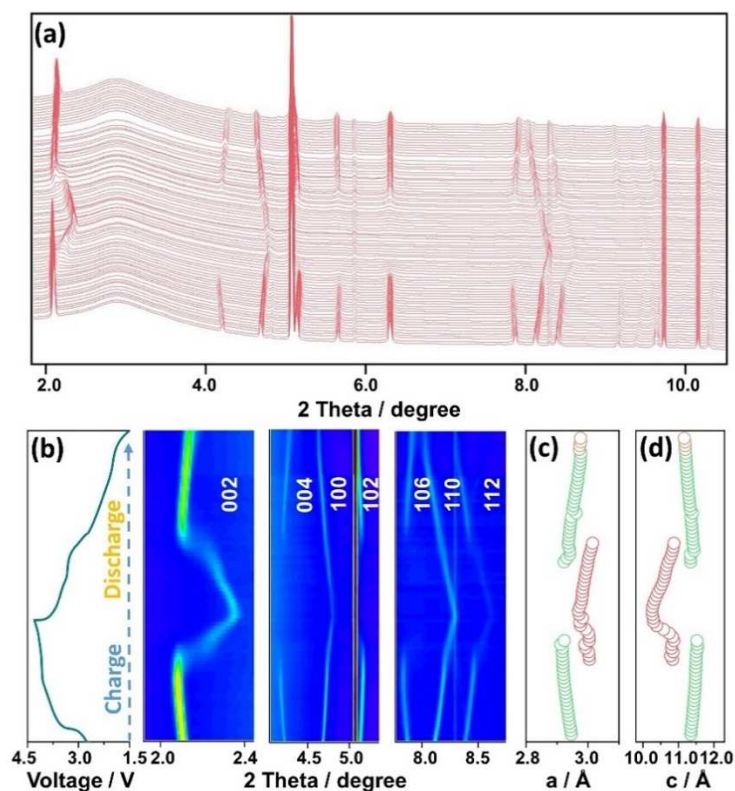 (a)
2.0 4.0 6.0 8.0 10.0
2 Theta / degree
(b)
Charge
Discharge
002
004
100
102
106
110
112
(c)
(d)
4.5 3.0 1.5
2.0 2.4
4.5 5.0
8.0 8.5
2.8 3.0
10.0 11.0 12.0
Voltage / V
2 Theta / degree
a / Å
c / Å